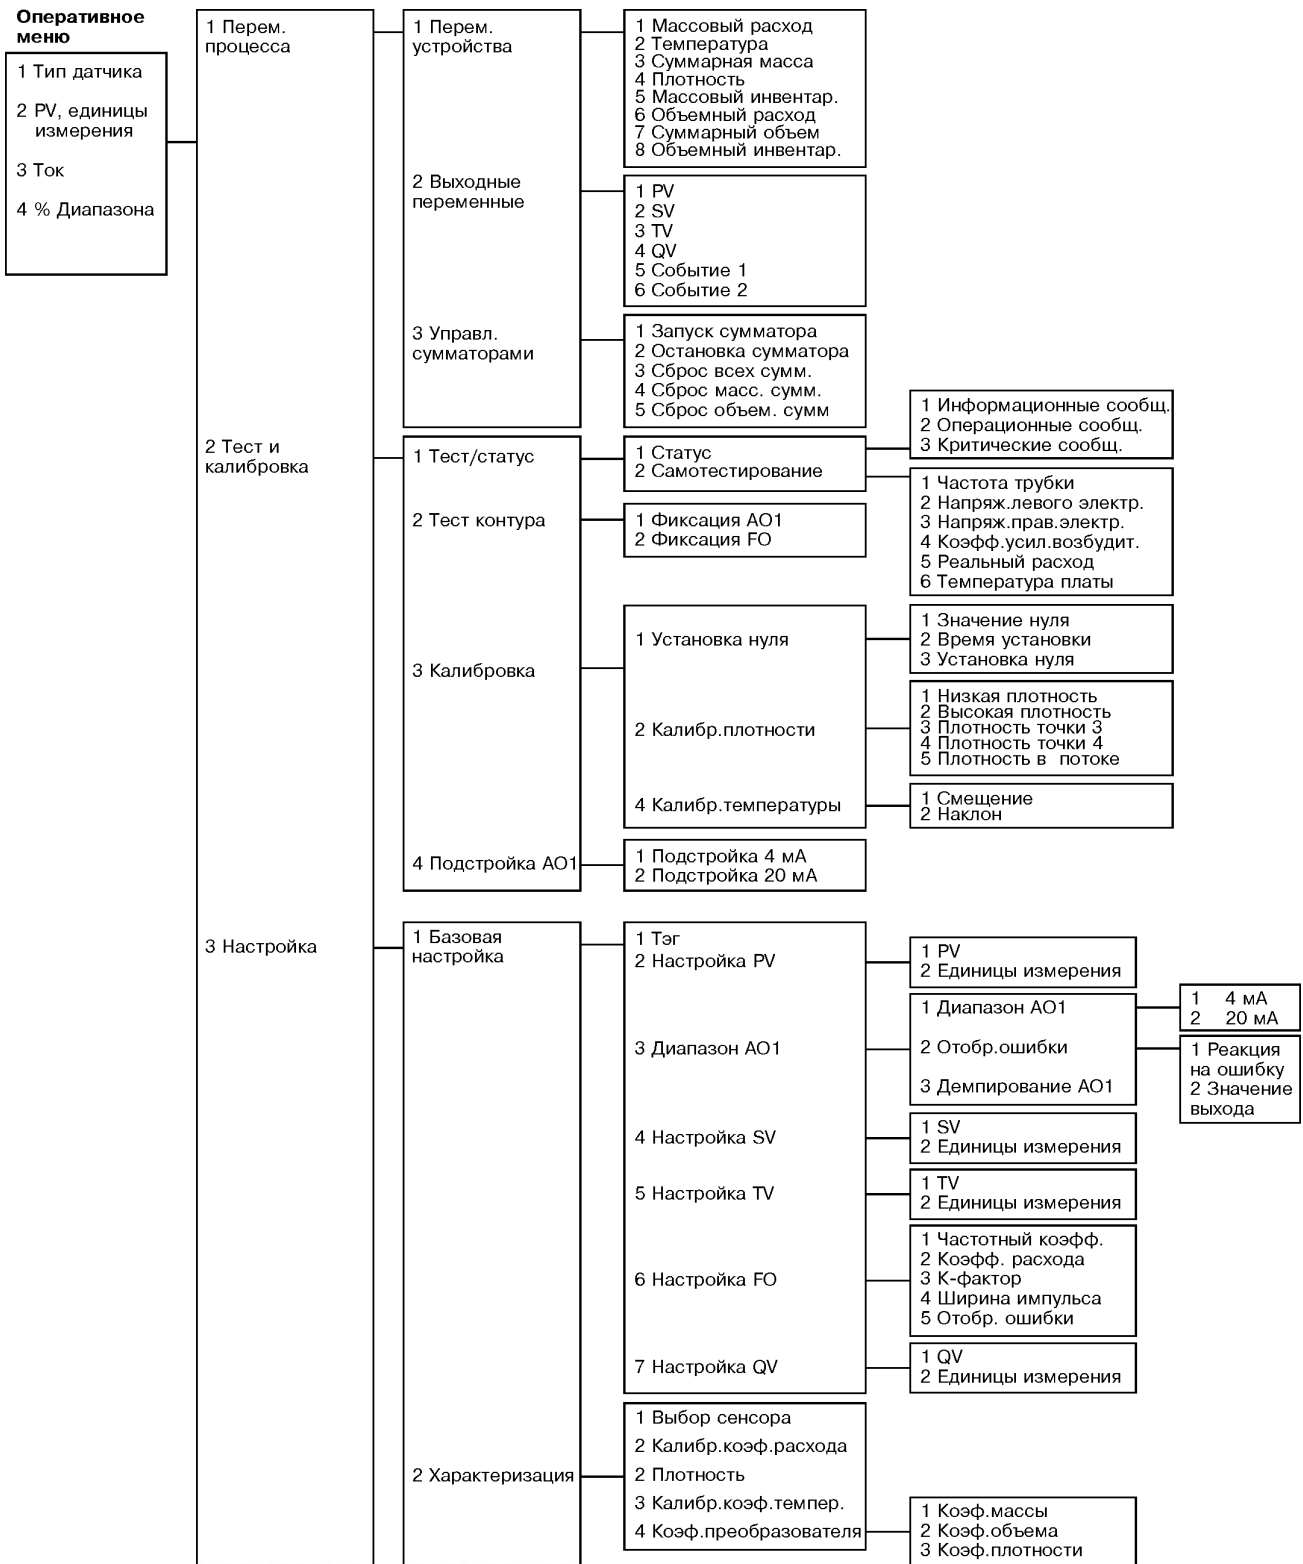 Оперативное
меню
1 Тип датчика
2 PV, единицы
измерения
3 Ток
4 % Диапазона
1 Перем.
процесса
1 Перем.
устройства
1 Массовый расход
2 Температура
3 Суммарная масса
4 Плотность
5 Массовый инвентар.
6 Объемный расход
7 Суммарный объем
8 Объемный инвентар.
2 Выходные
переменные
1 PV
2 SV
3 TV
4 QV
5 Событие 1
6 Событие 2
3 Управл.
сумматорами
1 Запуск сумматора
2 Остановка сумматора
3 Сброс всех сумм.
4 Сброс масс. сумм.
5 Сброс объем. сумм
2 Тест и
калибровка
1 Тест/статус
1 Статус
2 Самотестирование
1 Информационные сообщ.
2 Операционные сообщ.
3 Критические сообщ.
1 Частота трубки
2 Напряж.левого электр.
3 Напряж.прав.электр.
4 Коэфф.усил.возбудит.
5 Реальный расход
6 Температура платы
2 Тест контура
1 Фиксация АО1
2 Фиксация FO
3 Калибровка
1 Установка нуля
1 Значение нуля
2 Время установки
3 Установка нуля
2 Калибр.плотности
1 Низкая плотность
2 Высокая плотность
3 Плотность точки 3
4 Плотность точки 4
5 Плотность в  потоке
4 Калибр.температуры
1 Смещение
2 Наклон
4 Подстройка АО1
1 Подстройка 4 мА
2 Подстройка 20 мА
3 Настройка
1 Базовая
настройка
1 Тэг
2 Настройка PV
1 PV
2 Единицы измерения
3 Диапазон АО1
1 Диапазон АО1
2 Отобр.ошибки
3 Демпирование АО1
1 4 мА
2 20 мА
1 Реакция
на ошибку
2 Значение
выхода
4 Настройка SV
1 SV
2 Единицы измерения
5 Настройка TV
1 TV
2 Единицы измерения
6 Настройка FO
1 Частотный коэфф.
2 Коэфф. расхода
3 К-фактор
4 Ширина импульса
5 Отобр. ошибки
7 Настройка QV
1 QV
2 Единицы измерения
2 Характеризация
1 Выбор сенсора
2 Калибр.коэф.расхода
2 Плотность
3 Калибр.коэф.темпер.
4 Коэф.преобразователя
1 Коэф.массы
2 Коэф.объема
3 Коэф.плотности